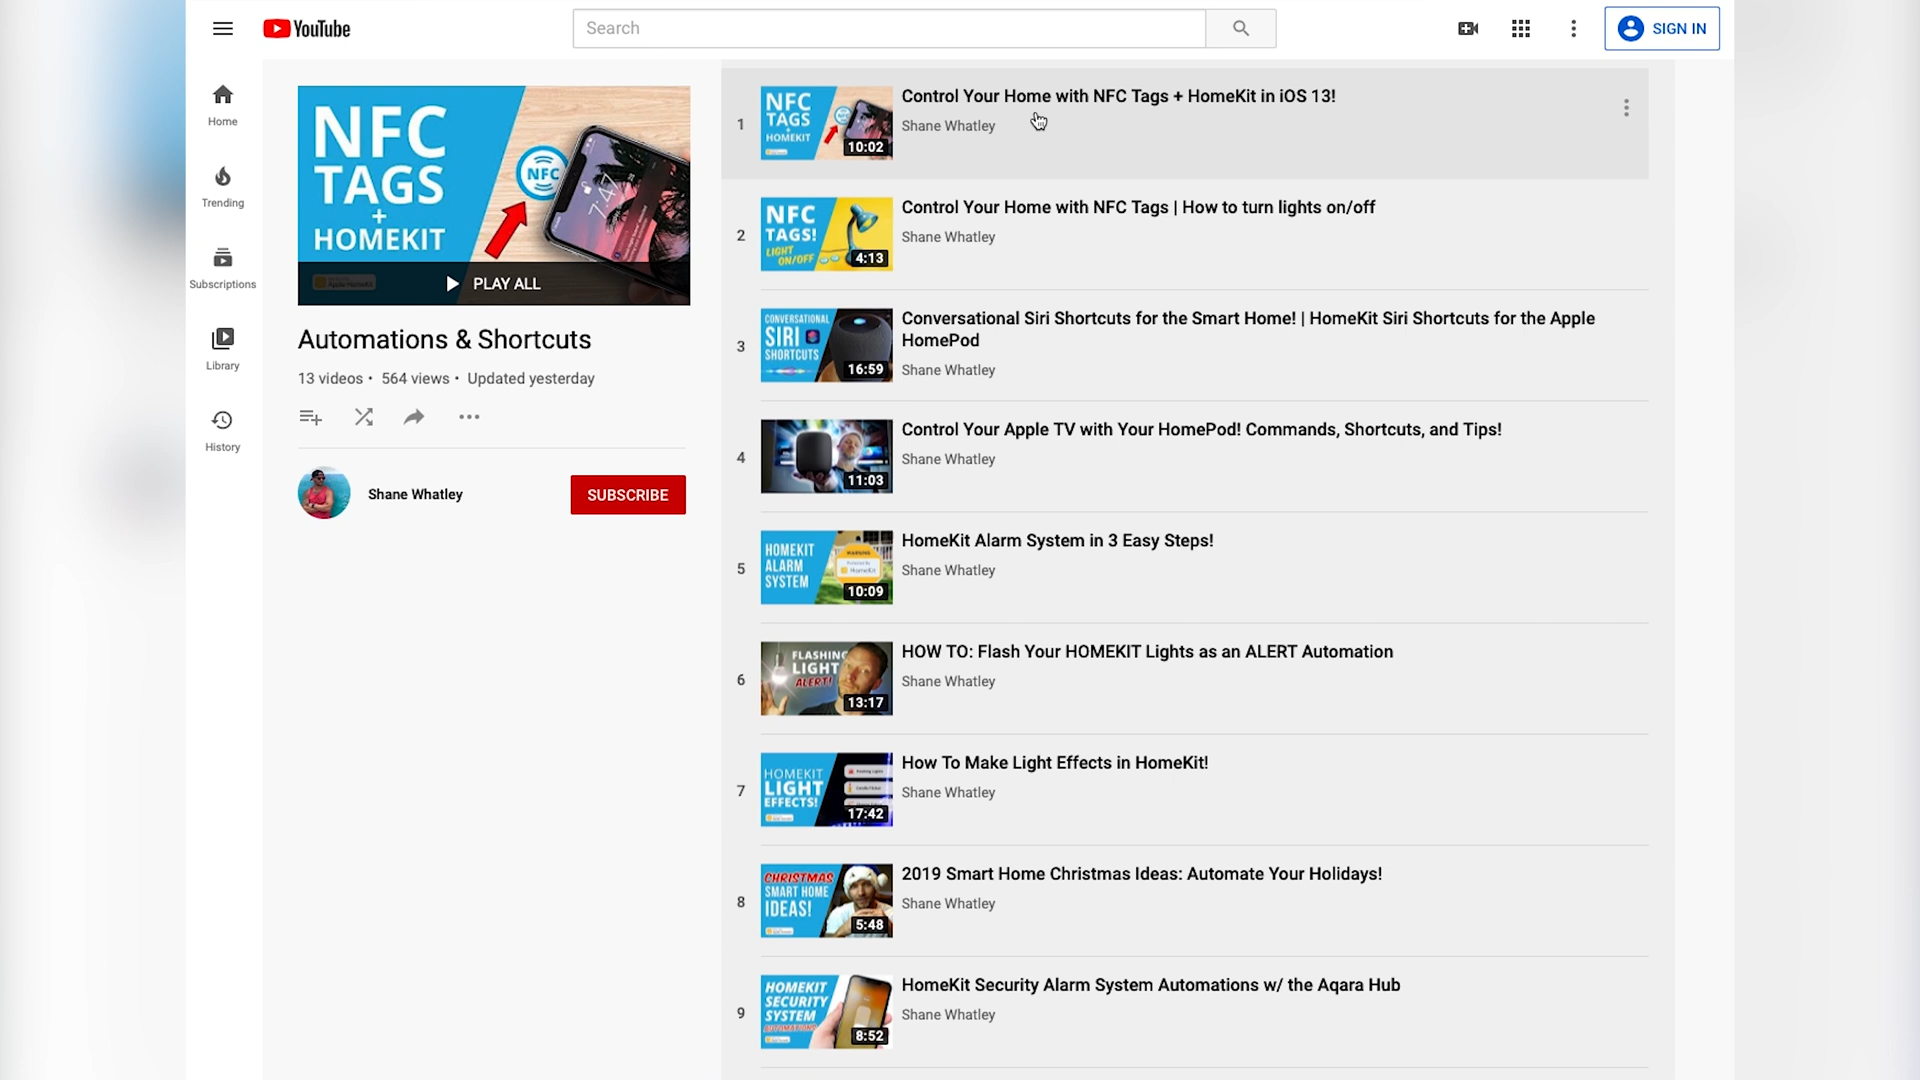 YouTube
Search
SIGN IN
Home
Trending
Subscriptions
Library
History
NFC
TAGS
+
HOMEKIT
NFC
7:47
PLAY ALL
Automations & Shortcuts
13 videos • 564 views • Updated yesterday
Shane Whatley
SUBSCRIBE
1
NFC
TAGS
+
HOMEKIT
10:02
Control Your Home with NFC Tags + HomeKit in iOS 13!
Shane Whatley
2
NFC
TAGS!
LIGHT
ON/OFF
4:13
Control Your Home with NFC Tags | How to turn lights on/off
Shane Whatley
3
CONVERSATIONAL
SIRI
SHORTCUTS
16:59
Conversational Siri Shortcuts for the Smart Home! | HomeKit Siri Shortcuts for the Apple
HomePod
Shane Whatley
4
11:03
Control Your Apple TV with Your HomePod! Commands, Shortcuts, and Tips!
Shane Whatley
5
HOMEKIT
ALARM
SYSTEM
WARNING
HomeKit
10:09
HomeKit Alarm System in 3 Easy Steps!
Shane Whatley
6
FLASHING
LIGHT
ALERT!
13:17
HOW TO: Flash Your HOMEKIT Lights as an ALERT Automation
Shane Whatley
7
HOMEKIT
LIGHT
EFFECTS!
17:42
How To Make Light Effects in HomeKit!
Shane Whatley
8
CHRISTMAS
SMART HOME
IDEAS!
5:48
2019 Smart Home Christmas Ideas: Automate Your Holidays!
Shane Whatley
9
HOMEKIT
SECURITY
SYSTEM
AUTOMATIONS
8:52
HomeKit Security Alarm System Automations w/ the Aqara Hub
Shane Whatley